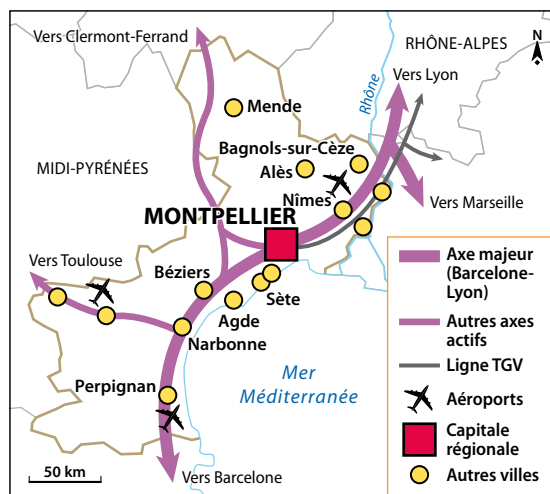 Vers Clermont-Ferrand
RHÔNE-ALPES
N
Vers Lyon
Rhône
Mende
Bagnols-sur-Cèze
Alès
MIDI-PYRÉNÉES
Nîmes
MONTPELLIER
Vers Marseille
Vers Toulouse
Béziers
Sète
Agde
Narbonne
Perpignan
Mer
Méditerranée
Vers Barcelone
50 km
Axe majeur
(Barcelone-
Lyon)
Autres axes
actifs
Ligne TGV
Aéroports
Capitale
régionale
Autres villes